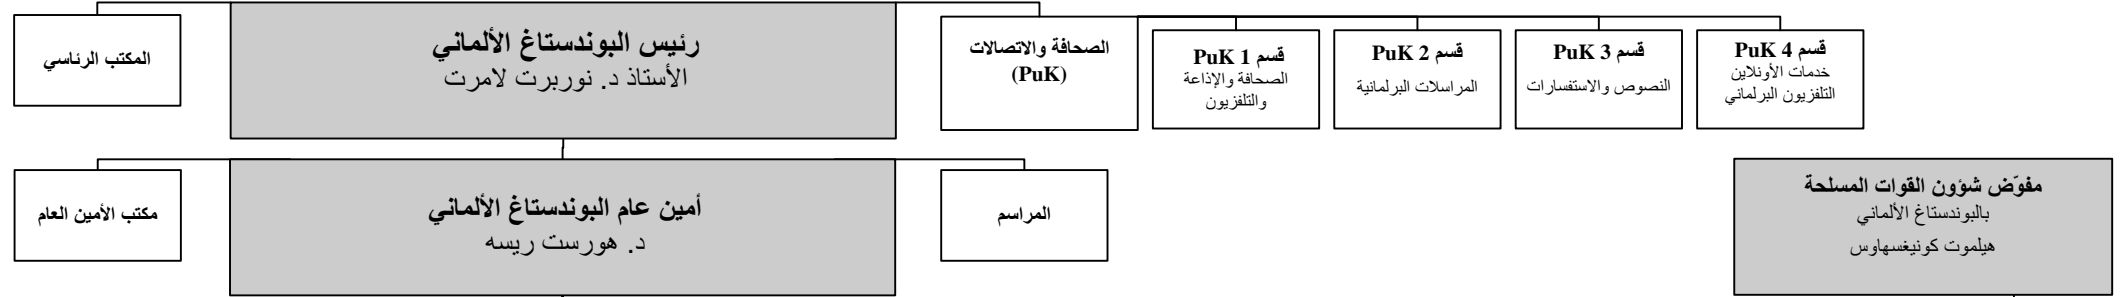 المكتب الرئاسي
رئيس البوندستاغ الألماني
الأستاذ د. نوربرت لامرت
الصحافة والاتصالات
(PuK)
قسم PuK 1
الصحافة والإذاعة
والتلفزيون
قسم PuK 2
المراسلات البرلمانية
قسم PuK 3
النصوص والاستفسارات
قسم PuK 4
خدمات الأونلاين
التلفزيون البرلماني
مكتب الأمين العام
أمين عام البوندستاغ الألماني
د. هورست ريسه
المراسم
مفوّض شؤون القوات المسلحة
بالبوندستاغ الألماني
هيلموت كونيغسهاوس